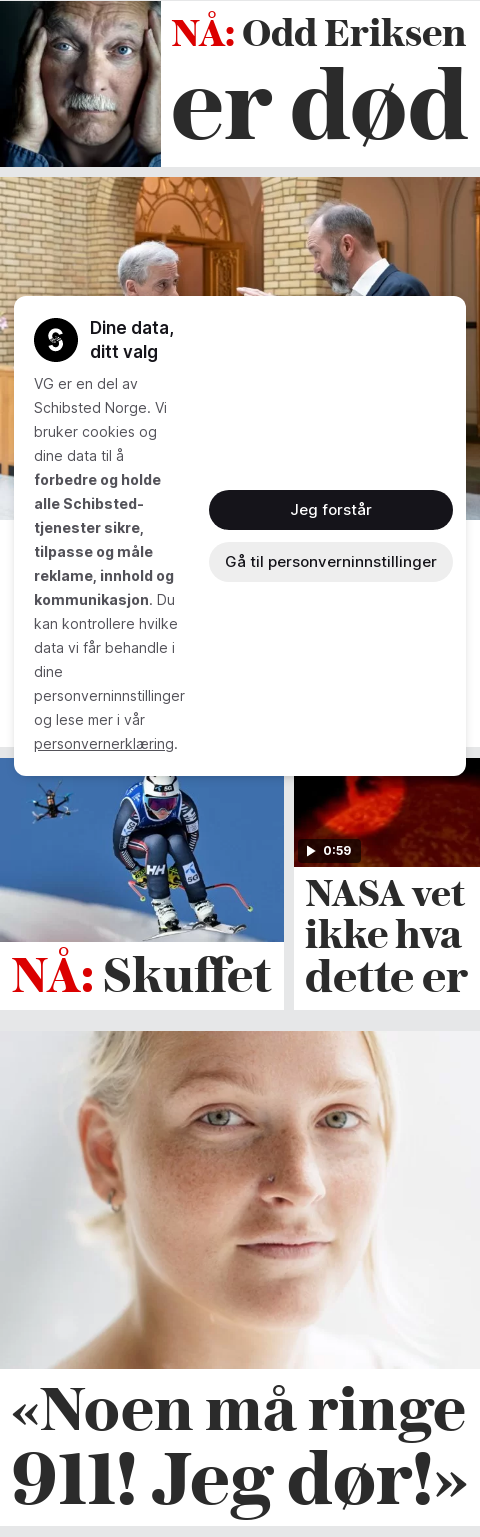 NÅ: Odd Eriksen
er død
Dine data,
ditt valg
VG er en del av
Schibsted Norge. Vi
bruker cookies og
dine data til å
forbedre og holde
alle Schibsted-
tjenester sikre,
tilpasse og måle
reklame, innhold og
kommunikasjon. Du
kan kontrollere hvilke
data vi får behandle i
dine
personverninnstillinger
og lese mer i vår
personvernerklæring.
Jeg forstår
Gå til personverninnstillinger
NÅ: Skuffet
0:59
NASA vet
ikke hva
dette er
«Noen må ringe
911! Jeg dør!»